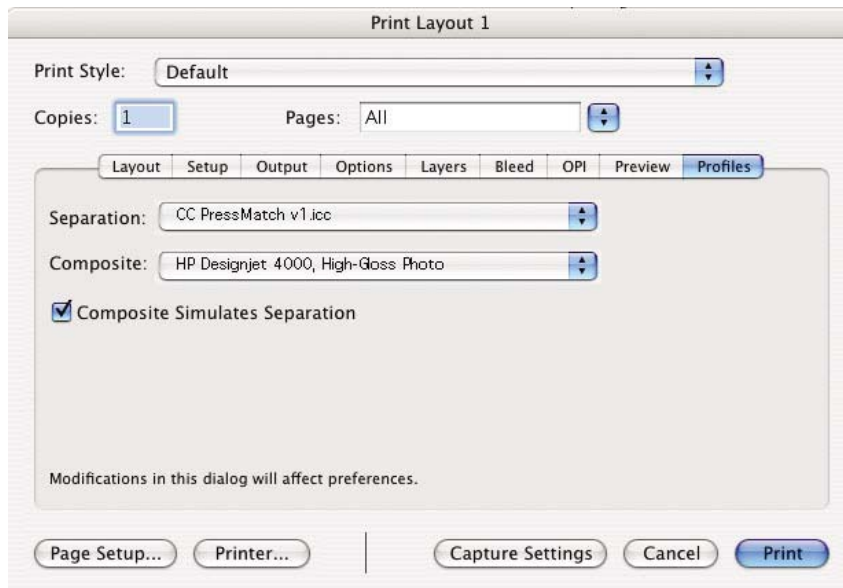 Print Layout 1
Print Style: Default
Copies: 1 Pages: All
Layout Setup Output Options Layers Bleed OPI Preview Profiles
Separation: CC PressMatch v1.icc
Composite: HP Designjet 4000, High-Gloss Photo
Composite Simulates Separation
Modifications in this dialog will affect preferences.
Page Setup... Printer... Capture Settings Cancel Print